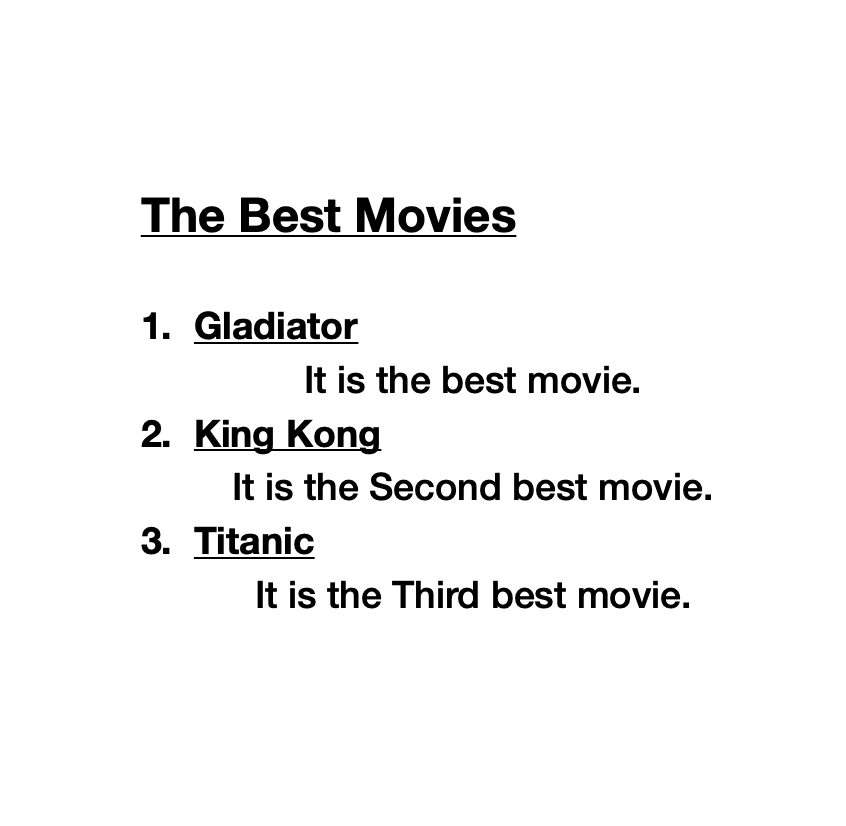 The Best Movies
1. Gladiator
It is the best movie.
2. King Kong
It is the Second best movie.
3. Titanic
It is the Third best movie.